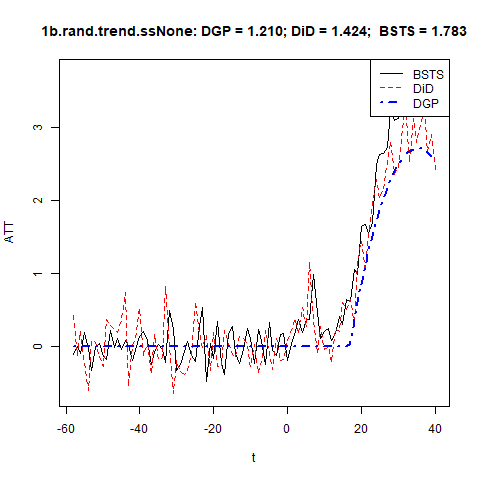 1b.rand.trend.ssNone: DGP = 1.210; DiD = 1.424;  BSTS = 1.783
BSTS
DiD
DGP
ATT
3
2
1
0
-60 -40 -20 0 20 40
t